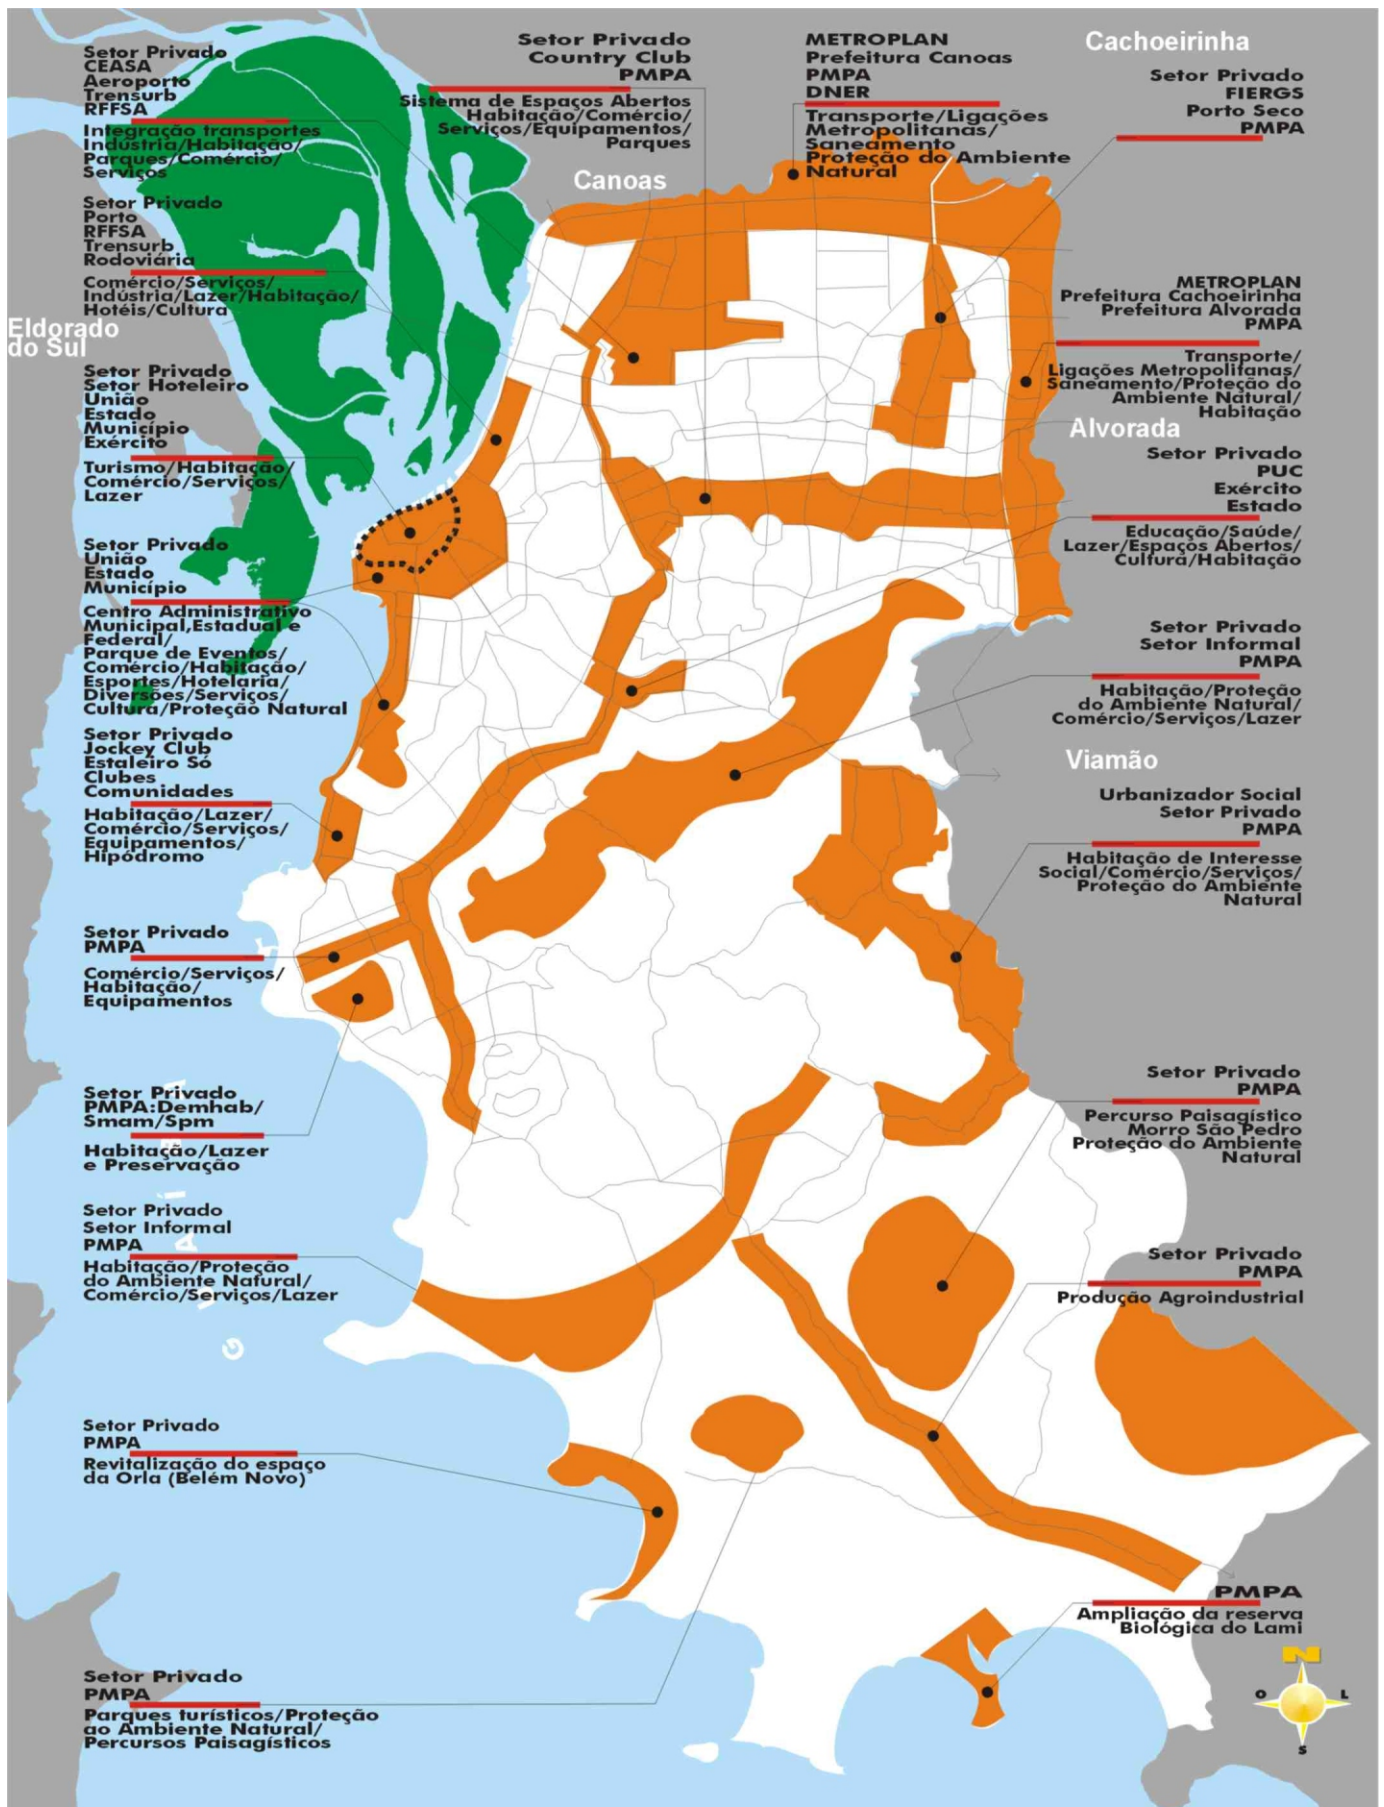 Setor Privado
CEASA
Aeroporto
Trensurb
RFFSA
Integração transportes
Indústria/Habitação/
Parques/Comércio/
Serviços
Setor Privado
Porto
RFFSA
Trensurb
Rodoviária
Comércio/Serviços/
Indústria/Lazer/Habitação/
Hotéis/Cultura
Eldorado
do Sul
Setor Privado
Setor Hoteleiro
União
Estado
Município
Exército
Turismo/Habitação/
Comércio/Serviços/
Lazer
Setor Privado
União
Estado
Município
Centro Administrativo
Municipal,Estadual e
Federal/
Parque de Eventos/
Comércio/Habitação/
Esportes/Hotelaria/
Diversões/Serviços/
Cultura/Proteção Natural
Setor Privado
Jockey Club
Estaleiro Só
Clubes
Comunidades
Habitação/Lazer/
Comércio/Serviços/
Equipamentos/
Hipódromo
Setor Privado
PMPA
Comércio/Serviços/
Habitação/
Equipamentos
Setor Privado
PMPA:Demhab/
Smam/Spm
Habitação/Lazer
e Preservação
Setor Privado
Setor Informal
PMPA
Habitação/Proteção
do Ambiente Natural/
Comércio/Serviços/Lazer
Setor Privado
PMPA
Revitalização do espaço
da Orla (Belém Novo)
Setor Privado
PMPA
Parques turísticos/Proteção
ao Ambiente Natural/
Percursos Paisagísticos
Setor Privado
Country Club
PMPA
Sistema de Espaços Abertos
Habitação/Comércio/
Serviços/Equipamentos/
Parques
Canoas
METROPLAN
Prefeitura Canoas
PMPA
DNER
Transporte/Ligações
Metropolitanas/
Saneamento
Proteção do Ambiente
Natural
Cachoeirinha
Setor Privado
FIERGS
Porto Seco
PMPA
METROPLAN
Prefeitura Cachoeirinha
Prefeitura Alvorada
PMPA
Transporte/
Ligações Metropolitanas/
Saneamento/Proteção do
Ambiente Natural/
Habitação
Alvorada
Setor Privado
PUC
Exército
Estado
Educação/Saúde/
Lazer/Espaços Abertos/
Cultura/Habitação
Setor Privado
Setor Informal
PMPA
Habitação/Proteção
do Ambiente Natural/
Comércio/Serviços/Lazer
Viamão
Urbanizador Social
Setor Privado
PMPA
Habitação de Interesse
Social/Comércio/Serviços/
Proteção do Ambiente
Natural
Setor Privado
PMPA
Percurso Paisagístico
Morro São Pedro
Proteção do Ambiente
Natural
Setor Privado
PMPA
Produção Agroindustrial
PMPA
Ampliação da reserva
Biológica do Lami
N
O L
S